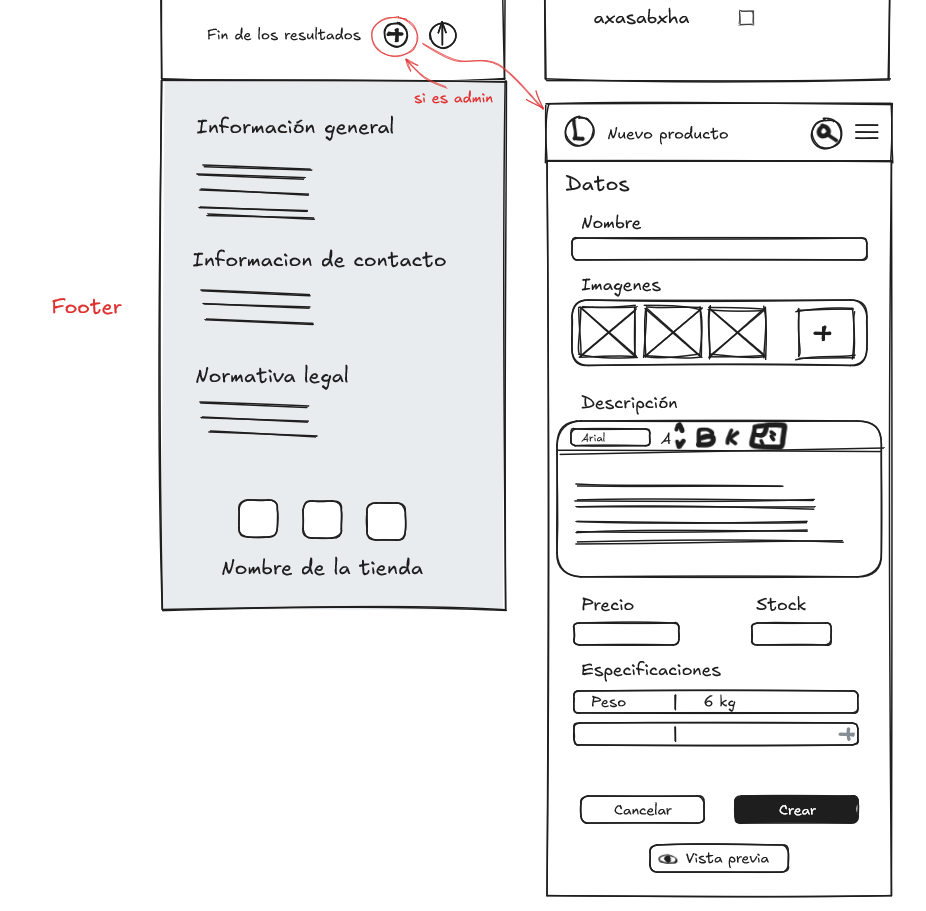 axasabxha
Fin de los resultados
si es admin
Información general
Informacion de contacto
Footer
Normativa legal
Nombre de la tienda
L Nuevo producto
Datos
Nombre
Imagenes
+
Descripción
Arial A B K
Precio Stock
Especificaciones
Peso | 6 kg
| +
Cancelar Crear
Vista previa